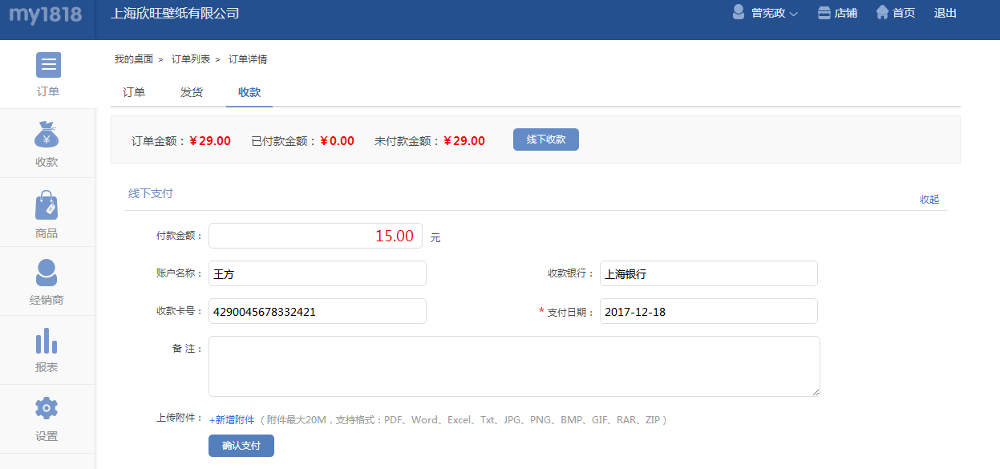 my1818
上海欣旺壁纸有限公司
曾宪政 店铺 首页 退出
订单
收款
商品
经销商
报表
设置
我的桌面 > 订单列表 > 订单详情
订单 发货 收款
订单金额：¥29.00 已付款金额：¥0.00 未付款金额：¥29.00 线下收款
线下支付 收起
付款金额： 15.00 元
账户名称： 王方 收款银行： 上海银行
收款卡号： 4290045678332421 * 支付日期： 2017-12-18
备 注：
上传附件： +新增附件 （ 附件最大20M，支持格式：PDF、Word、Excel、Txt、JPG、PNG、BMP、GIF、RAR、ZIP ）
确认支付